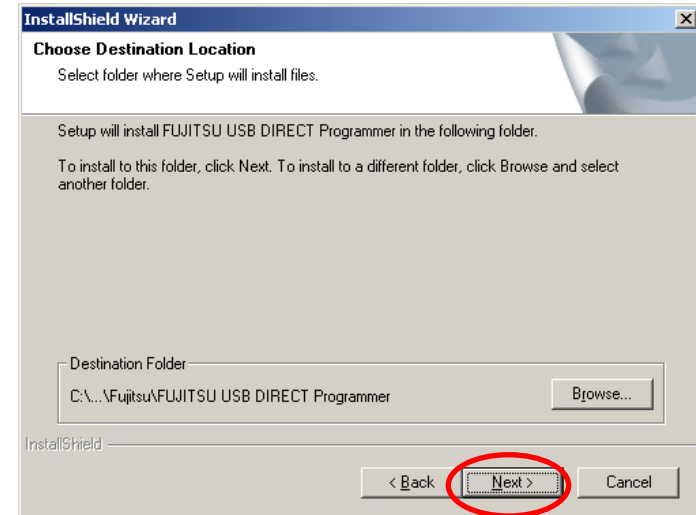 InstallShield Wizard
Choose Destination Location
Select folder where Setup will install files.
Setup will install FUJITSU USB DIRECT Programmer in the following folder.
To install to this folder, click Next. To install to a different folder, click Browse and select
another folder.
Destination Folder
C:\...\Fujitsu\FUJITSU USB DIRECT Programmer
Browse...
InstallShield
< Back
Next >
Cancel